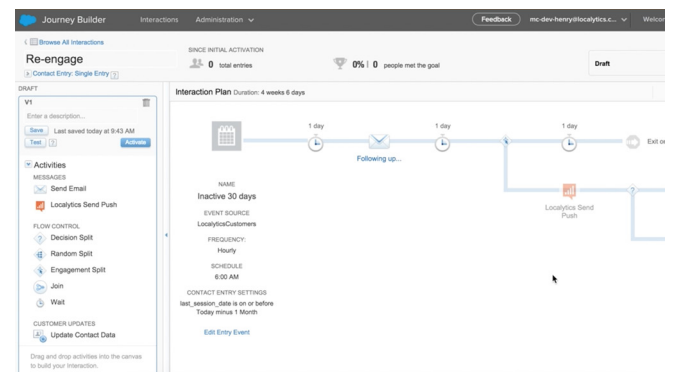 Journey Builder
Interactions
Administration
Feedback
mc-dev-henry@localytics.c...
Browse All Interactions
Re-engage
Contact Entry: Single Entry ?
SINCE INITIAL ACTIVATION
0 total entries
0% | 0 people met the goal
Draft
DRAFT
V1
Enter a description...
Save Last saved today at 9:43 AM
Test ? Activate
Activities
MESSAGES
Send Email
Localytics Send Push
FLOW CONTROL
Decision Split
Random Split
Engagement Split
Join
Wait
CUSTOMER UPDATES
Update Contact Data
Drag and drop activities into the canvas
to build your interaction.
Interaction Plan Duration: 4 weeks 6 days
1 day
1 day
1 day
Following up...
Exit
Localytics Send
Push
?
NAME
Inactive 30 days
EVENT SOURCE
LocalyticsCustomers
FREQUENCY:
Hourly
SCHEDULE
6:00 AM
CONTACT ENTRY SETTINGS
last_session_date is on or before
Today minus 1 Month
Edit Entry Event